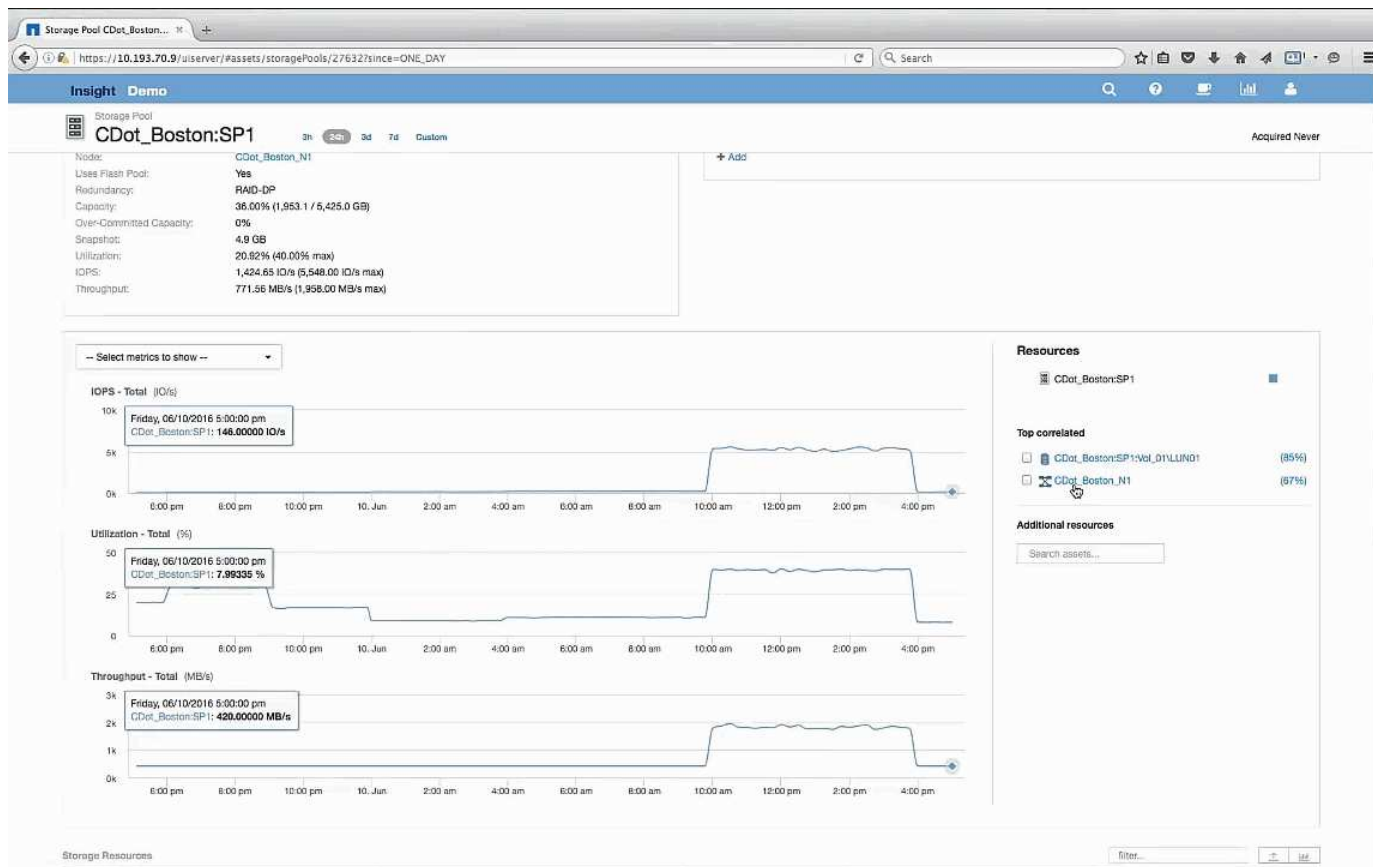 Storage Pool CDot_Boston...
https://10.193.70.9/uiserver/#assets/storagePools/27632?since=ONE_DAY
Search
Insight Demo
Storage Pool
CDot_Boston:SP1
3h 24h 3d 7d Custom
Acquired Never
Node: CDot_Boston_N1
Uses Flash Pool: Yes
Redundancy: RAID-DP
Capacity: 36.00% (1,953.1 / 5,425.0 GB)
Over-Committed Capacity: 0%
Snapshot: 4.9 GB
Utilization: 20.92% (40.00% max)
IOPS: 1,424.65 IO/s (5,548.00 IO/s max)
Throughput: 771.56 MB/s (1,958.00 MB/s max)
+ Add
-- Select metrics to show --
IOPS - Total (IO/s)
10k
5k
0k
Friday, 06/10/2016 5:00:00 pm
CDot_Boston:SP1: 146.00000 IO/s
6:00 pm 8:00 pm 10:00 pm 10. Jun 2:00 am 4:00 am 6:00 am 8:00 am 10:00 am 12:00 pm 2:00 pm 4:00 pm
Utilization - Total (%)
50
25
0
Friday, 06/10/2016 5:00:00 pm
CDot_Boston:SP1: 7.99335 %
6:00 pm 8:00 pm 10:00 pm 10. Jun 2:00 am 4:00 am 6:00 am 8:00 am 10:00 am 12:00 pm 2:00 pm 4:00 pm
Throughput - Total (MB/s)
3k
2k
1k
0k
Friday, 06/10/2016 5:00:00 pm
CDot_Boston:SP1: 420.00000 MB/s
6:00 pm 8:00 pm 10:00 pm 10. Jun 2:00 am 4:00 am 6:00 am 8:00 am 10:00 am 12:00 pm 2:00 pm 4:00 pm
Resources
CDot_Boston:SP1
Top correlated
CDot_Boston:SP1:Vol_01\LUN01 (85%)
CDot_Boston_N1 (67%)
Additional resources
Search assets...
Storage Resources
filter...